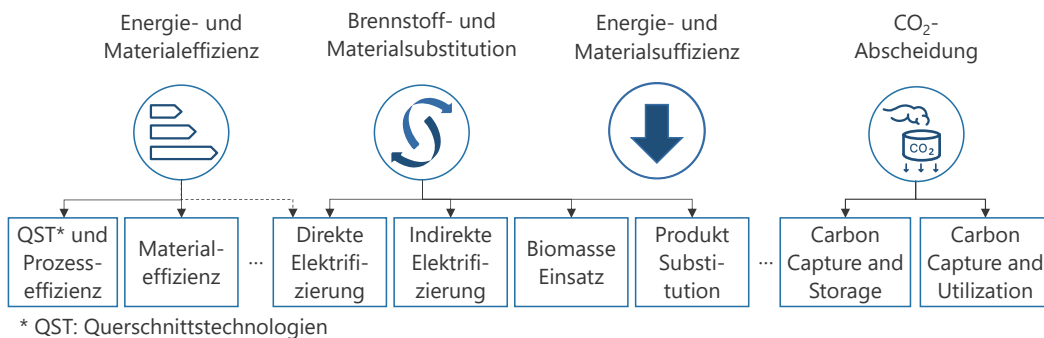 Energie- und
Materialeffizienz
Brennstoff- und
Materialsubstitution
Energie- und
Materialsuffizienz
CO₂-
Abscheidung
CO₂
QST* und
Prozess-
effizienz
Material-
effizienz
...
Direkte
Elektrifi-
zierung
Indirekte
Elektrifi-
zierung
Biomasse
Einsatz
Produkt
Substi-
tution
...
Carbon
Capture and
Storage
Carbon
Capture and
Utilization
* QST: Querschnittstechnologien